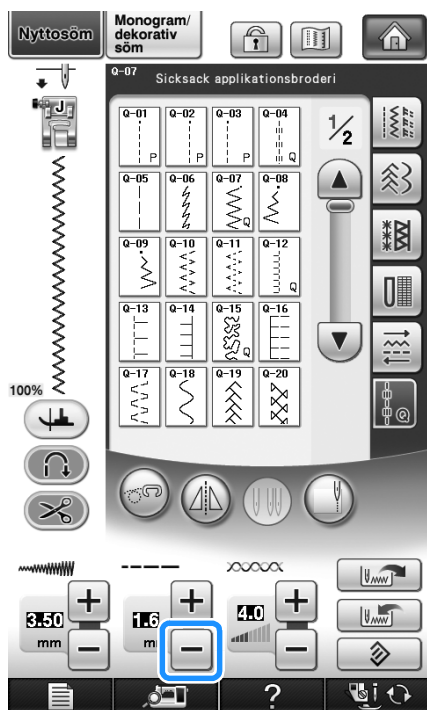 Nyttosöm
Monogram/
dekorativ
söm
Q-07
Sicksack applikationsbroderi
J
Q-01 Q-02 Q-03 Q-04
P P P Q
1/2
Q-05 Q-06 Q-07 Q-08
Q
Q-09 Q-10 Q-11 Q-12
Q
Q-13 Q-14 Q-15 Q-16
Q
Q-17 Q-18 Q-19 Q-20
Q
100%
3.50 1.6 4.0
mm m
?